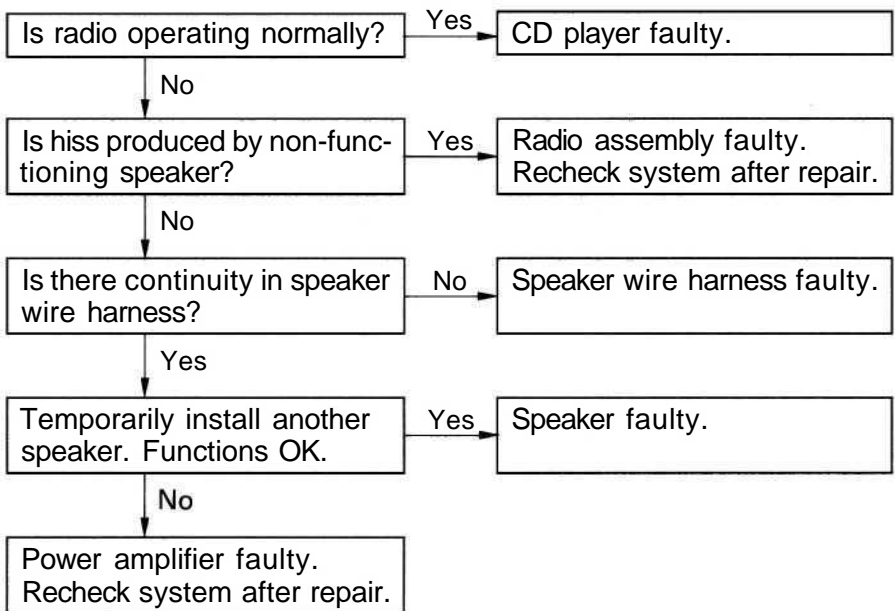 Is radio operating normally?
Yes
CD player faulty.
No
Is hiss produced by non-func-
tioning speaker?
Yes
Radio assembly faulty.
Recheck system after repair.
No
Is there continuity in speaker
wire harness?
No
Speaker wire harness faulty.
Yes
Temporarily install another
speaker. Functions OK.
Yes
Speaker faulty.
No
Power amplifier faulty.
Recheck system after repair.